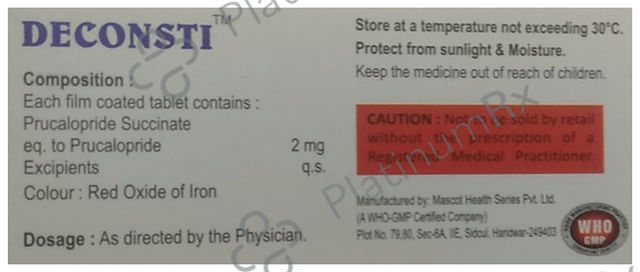 DECONSTI™
Composition :
Each film coated tablet contains :
Prucalopride Succinate
eq. to Prucalopride 2 mg
Excipients q.s.
Colour : Red Oxide of Iron
Dosage : As directed by the Physician.
Store at a temperature not exceeding 30°C.
Protect from sunlight & Moisture.
Keep the medicine out of reach of children.
CAUTION : Not to be sold by retail
without the prescription of a
Registered Medical Practitioner.
Manufactured by: Mascot Health Series Pvt. Ltd.
(A WHO-GMP Certified Company)
Plot No. 79,80, Sec-6A, IIE, Sidcul, Haridwar-249403
WHO
GMP
PlatinumRx